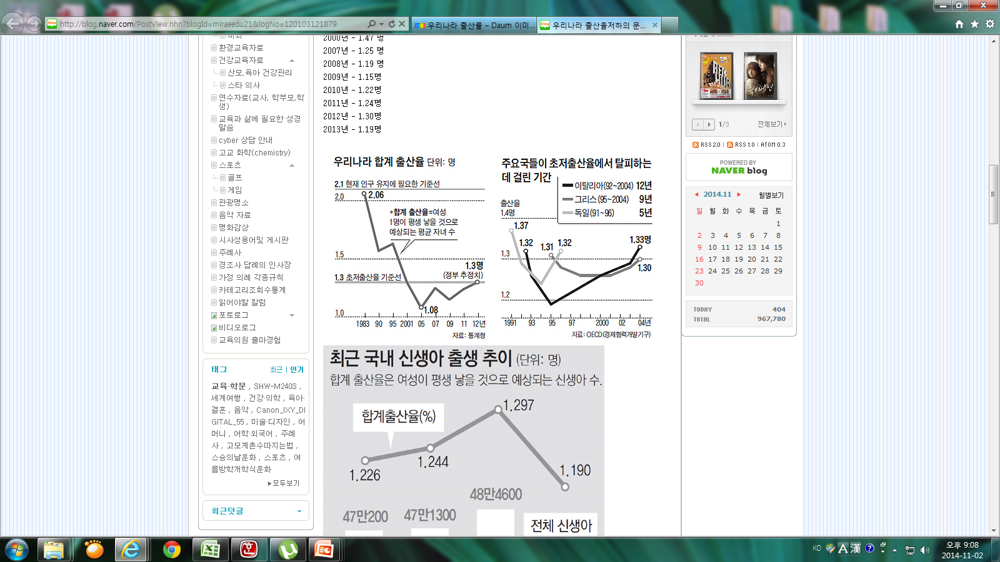 http://blog.naver.com/PostView.nhn?blogId=miraeedu21&logNo=120103121879
우리나라 출산율 – Daum 이미...
우리나라 출산율저하의 문...
환경교육자료
건강교육자료
산모,육아 건강관리
스타 의사
연수자료(교사, 학부모,학
생)
교육과 삶에 필요한 성경
말씀
cyber 상담 안내
고교 화학(chemistry)
스포츠
골프
게임
관광명소
음악 자료
명화감상
시사성용어및 게시판
주례사
경조사 답례의 인사장
가정 의례 각종규칙
카테고리조회수통계
읽어야할 칼럼
포토로그
비디오로그
교육의원 출마경험
태그
최근 | 인기
교육·학문 , SHW-M240S ,
세계여행 , 건강·의학 , 육아·
결혼 , 음악 , Canon_IXY_DI
GITAL_55 , 미술·디자인 , 어
머니 , 어학·외국어 , 주례
사 , 고모계촌수따지는법 ,
스승의날훈화 , 스포츠 , 여
름방학개학식훈화
▶모두보기
최근댓글
2000년 - 1.47 명
2007년 - 1.25 명
2008년 - 1.19 명
2009년 - 1.15명
2010년 - 1.22명
2011년 - 1.24명
2012년 - 1.30명
2013년 - 1.19명
우리나라 합계 출산율 단위: 명
2.1 현재 인구 유지에 필요한 기준선
2.0
2.06
*합계 출산율=여성
1명이 평생 낳을 것으로
예상되는 평균 자녀 수
1.5
1.3명
(정부 추정치)
1.3 초저출산율 기준선
1.08
1.0
1983 90 95 2001 05 07 09 11 12년
자료: 통계청
주요국들이 초저출산율에서 탈피하는
데 걸린 기간
이탈리아(92~2004) 12년
그리스(95~2004) 9년
독일(91~96) 5년
출산율
1.4명
1.37
1.32
1.31
1.32
1.33명
1.3
1.30
1.2
1991 93 95 97 2000 02 04년
자료: OECD(경제협력개발기구)
최근 국내 신생아 출생 추이 (단위: 명)
합계 출산율은 여성이 평생 낳을 것으로 예상되는 신생아 수.
합계출산율(%)
1.226
1.244
1.297
1.190
47만200
47만1300
48만4600
전체 신생아
1/3
전체보기
RSS 2.0 | RSS 1.0 | ATOM 0.3
POWERED BY
NAVER blog
2014.11
월별보기
일 월 화 수 목 금 토
1
2 3 4 5 6 7 8
9 10 11 12 13 14 15
16 17 18 19 20 21 22
23 24 25 26 27 28 29
30
TODAY 404
TOTAL 967,780
KO
A 漢
오후 9:08
2014-11-02